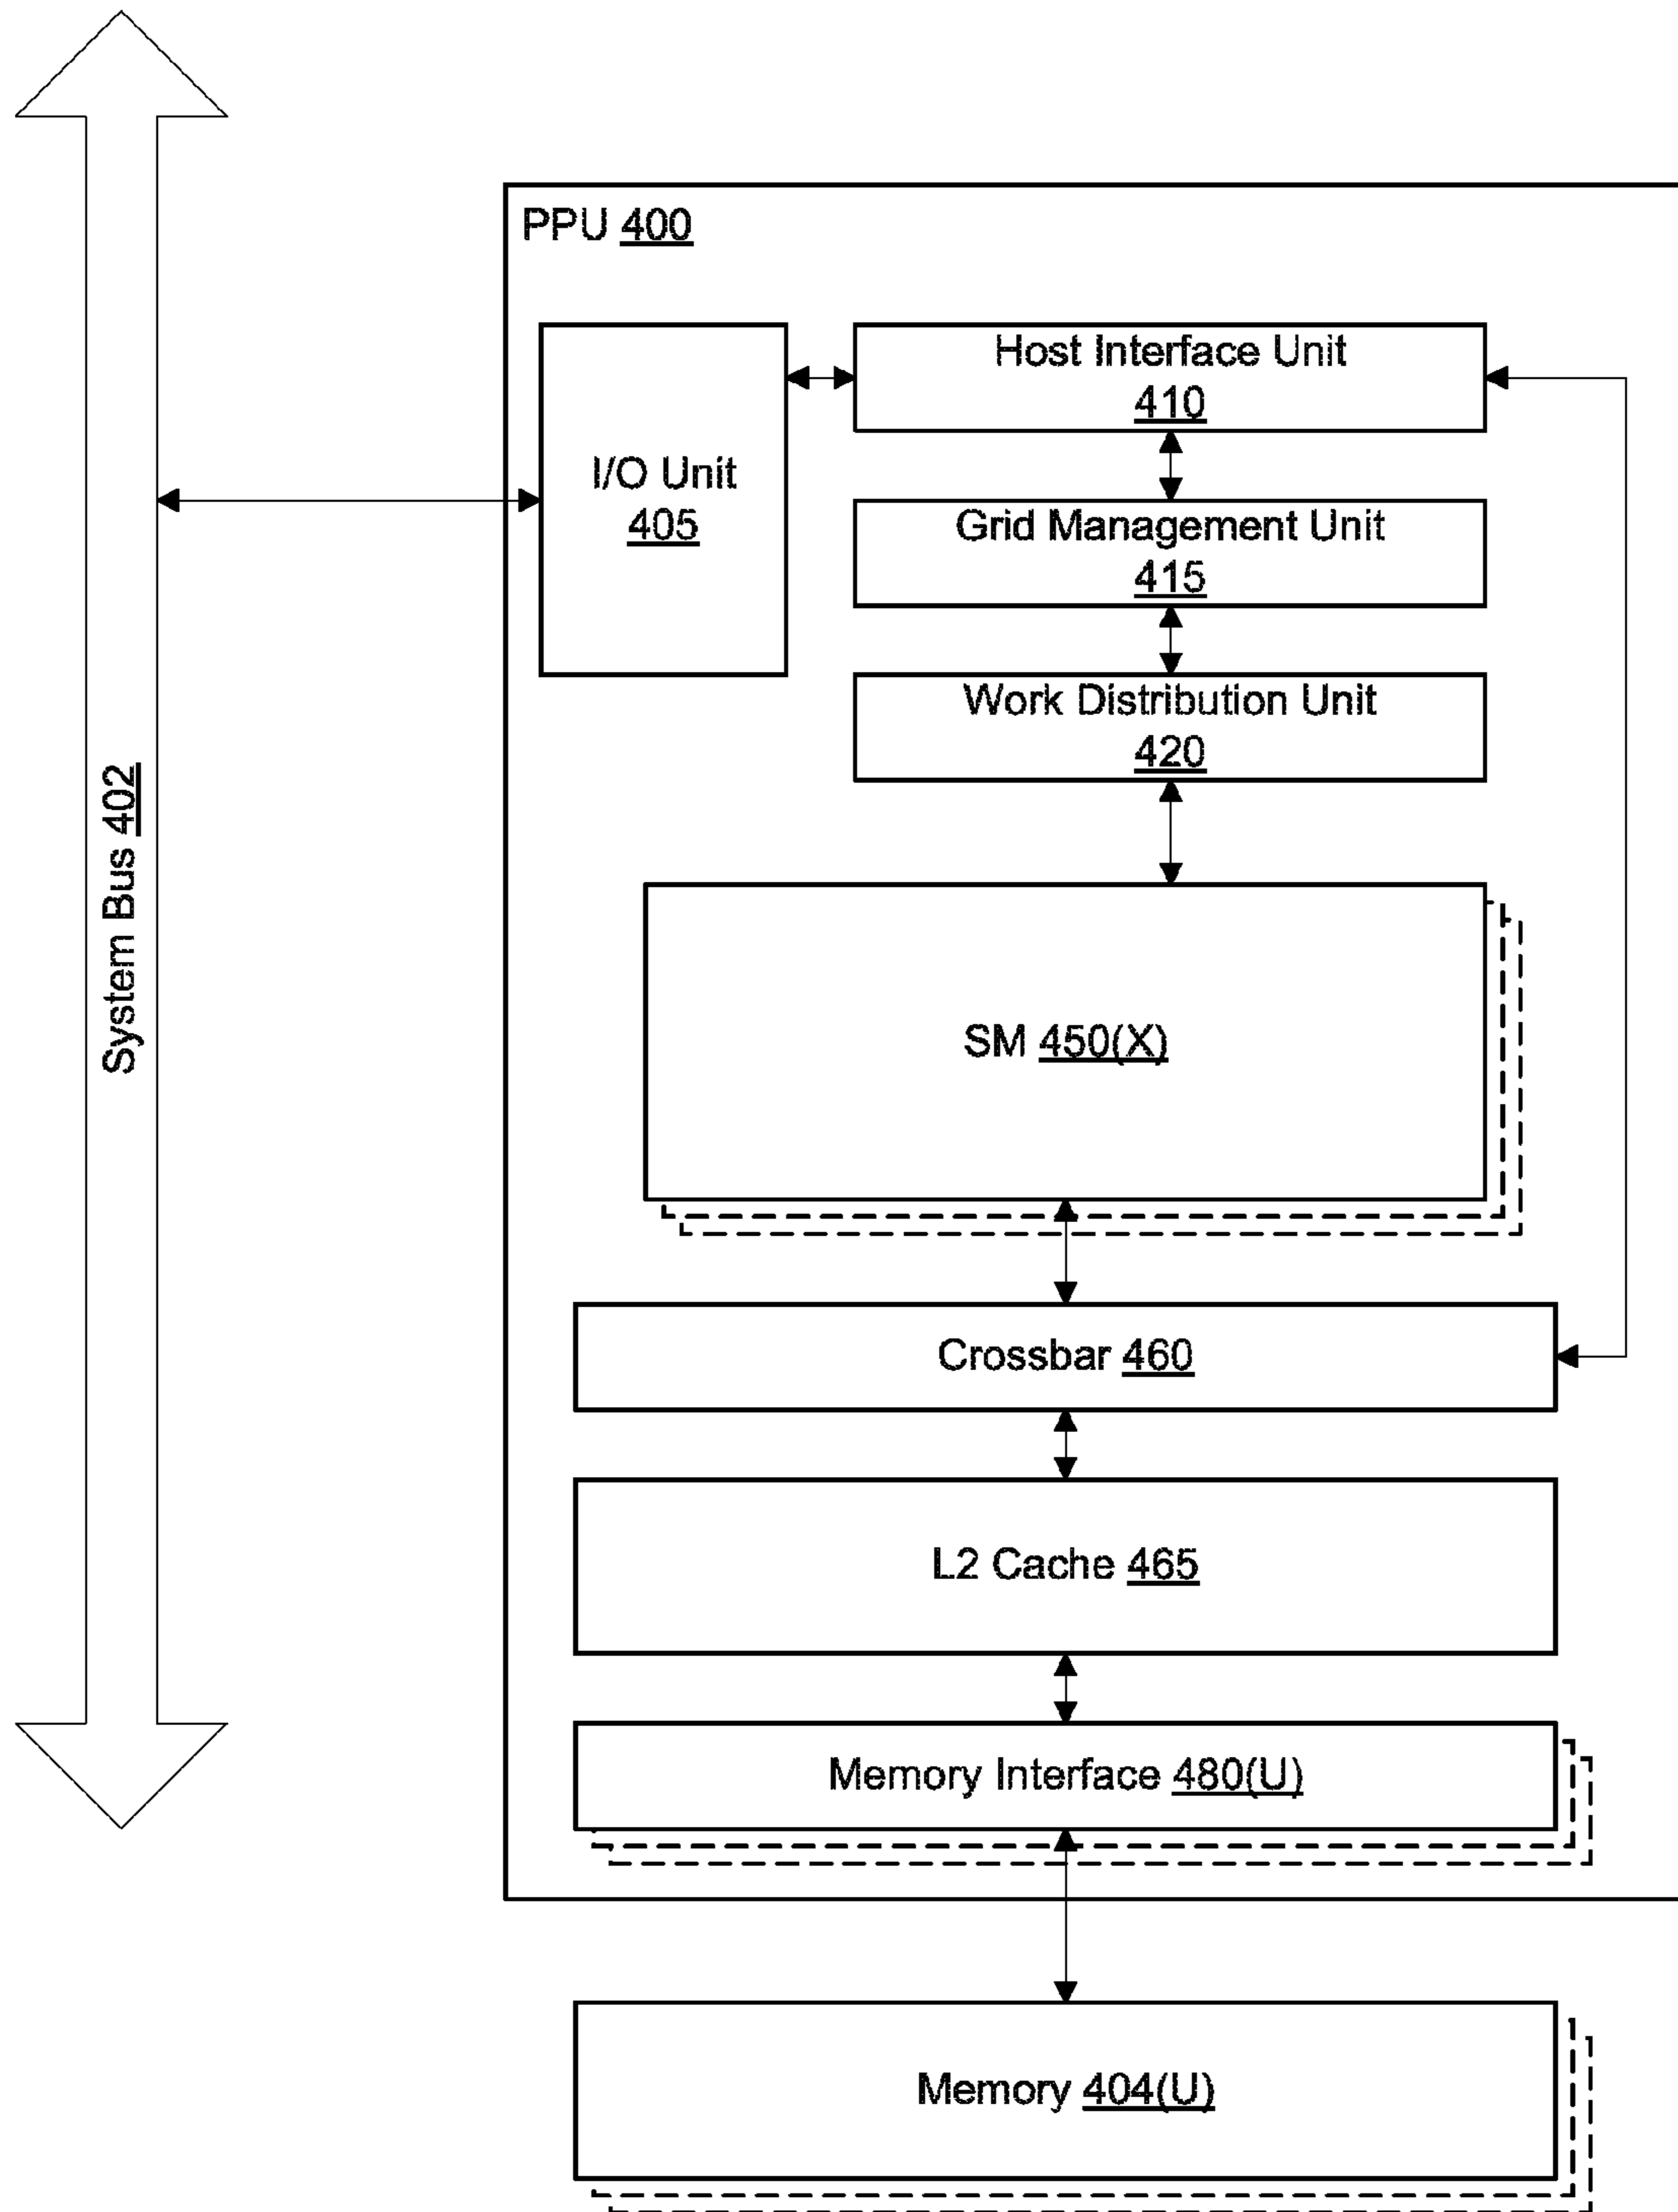 PPU 400
Host Interface Unit
410
I/O Unit
405
Grid Management Unit
415
Work Distribution Unit
420
System Bus 402
SM 450(X)
Crossbar 460
L2 Cache 465
Memory Interface 480(U)
Memory 404(U)